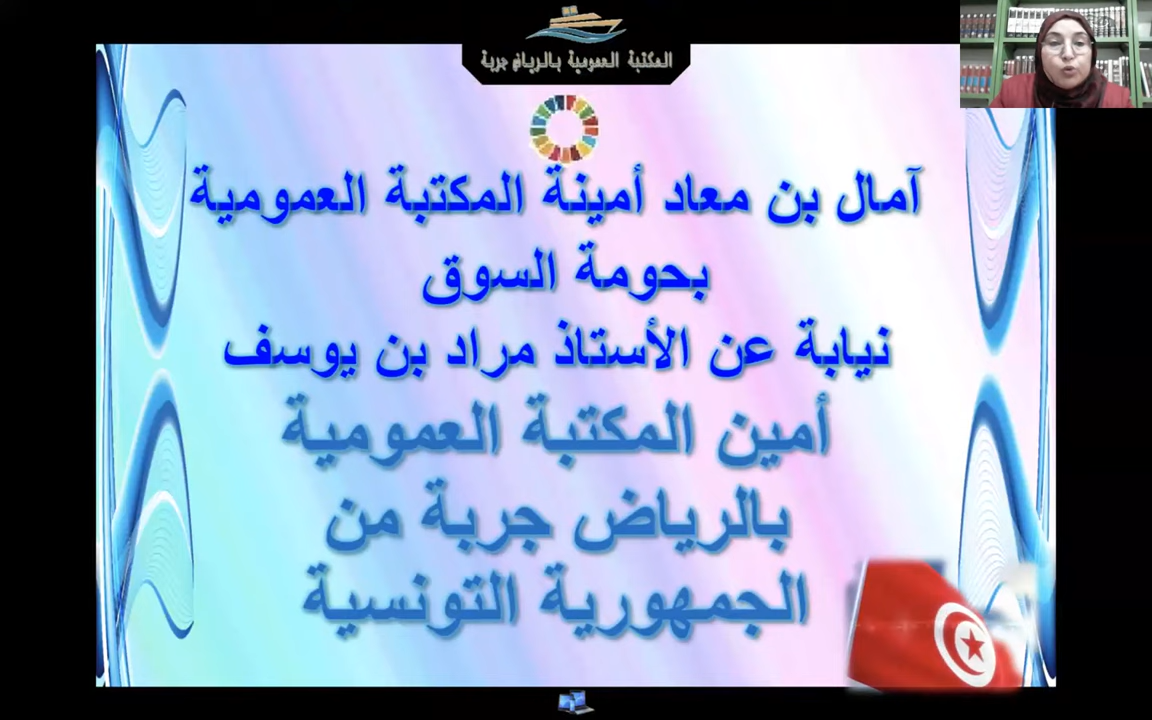 المكتبة العمومية بالرياض جربة
آمال بن معاد أمينة المكتبة العمومية
بحومة السوق
نيابة عن الأستاذ مراد بن يوسف
أمين المكتبة العمومية
بالرياض جربة من
الجمهورية التونسية